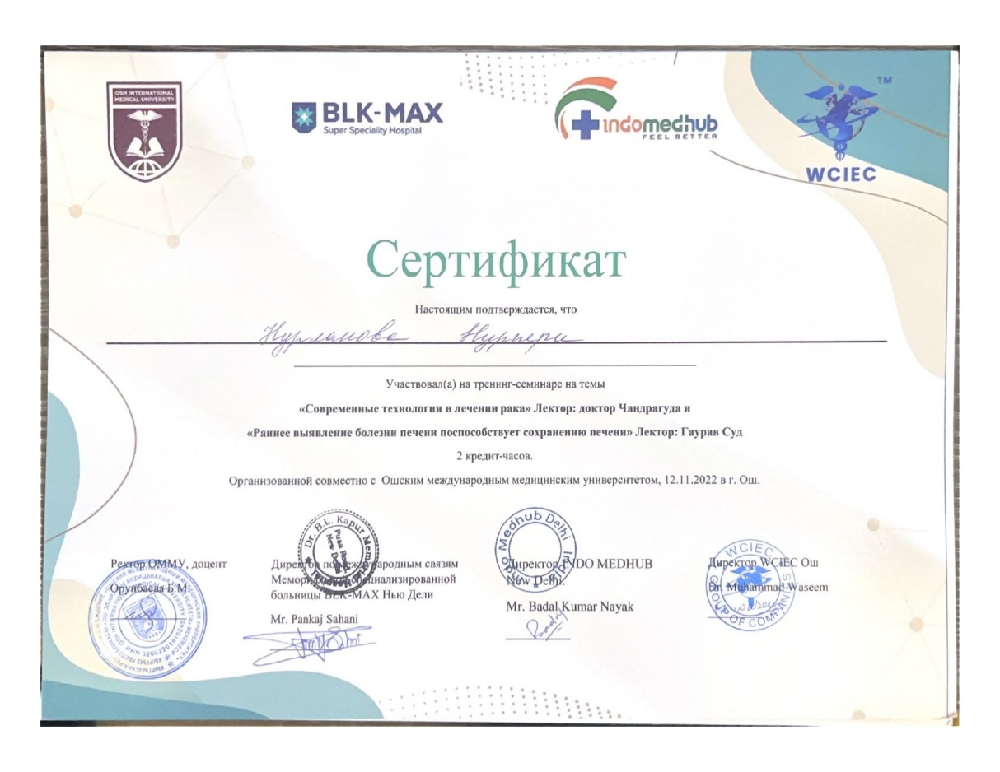 OSH INTERNATIONAL
MEDICAL UNIVERSITY
BLK-MAX
Super Speciality Hospital
indomedhub
FEEL BETTER
TM
WCIEC
Сертификат
Настоящим подтверждается, что
Нурланова Нурпери
Участвовал(а) на тренинг-семинаре на темы
«Современные технологии в лечении рака» Лектор: доктор Чандрагуда и
«Раннее выявление болезни печени поспособствует сохранению печени» Лектор: Гаурав Суд
2 кредит-часов.
Организованной совместно с Ошским международным медицинским университетом, 12.11.2022 в г. Ош.
Ректор ОММУ, доцент
Орунбаева Б.М.
Директор по международным связям
Мемориальной специализированной
больницы BLK-MAX Нью Дели
Mr. Pankaj Sahani
Dr. B.L. Kapur Memorial Hospital
Pusa Road
New Delhi
Директор INDO MEDHUB
New Delhi.
Mr. Badal Kumar Nayak
Indo Medhub Delhi
Директор WCIEC Ош
Dr. Muhammad Waseem
WCIEC
GROUP OF COMPANIES